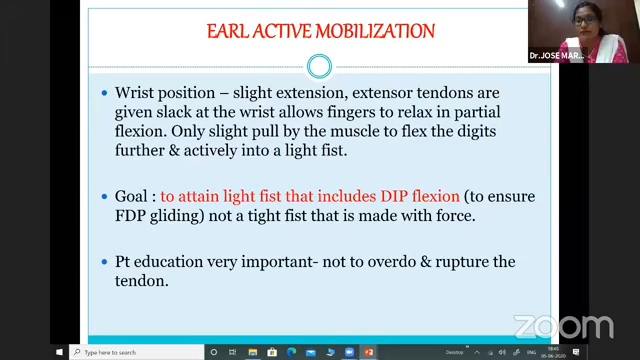 EARL ACTIVE MOBILIZATION
Dr.JOSE MAR...
• Wrist position – slight extension, extensor tendons are
given slack at the wrist allows fingers to relax in partial
flexion. Only slight pull by the muscle to flex the digits
further & actively into a light fist.
• Goal : to attain light fist that includes DIP flexion (to ensure
FDP gliding) not a tight fist that is made with force.
• Pt education very important- not to overdo & rupture the
tendon.
zoom
Type here to search
Desktop
ENG
18:45
05-06-2020